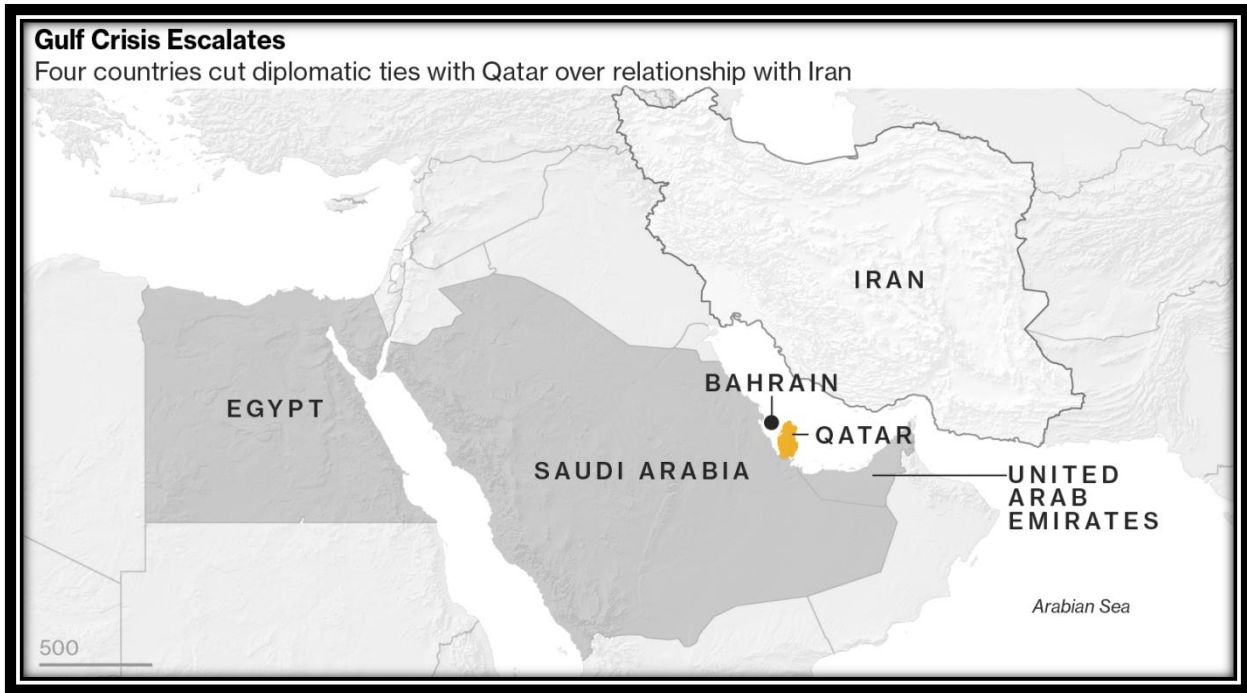 Gulf Crisis Escalates
Four countries cut diplomatic ties with Qatar over relationship with Iran
IRAN
BAHRAIN
EGYPT
QATAR
SAUDI ARABIA
UNITED
ARAB
EMIRATES
Arabian Sea
500